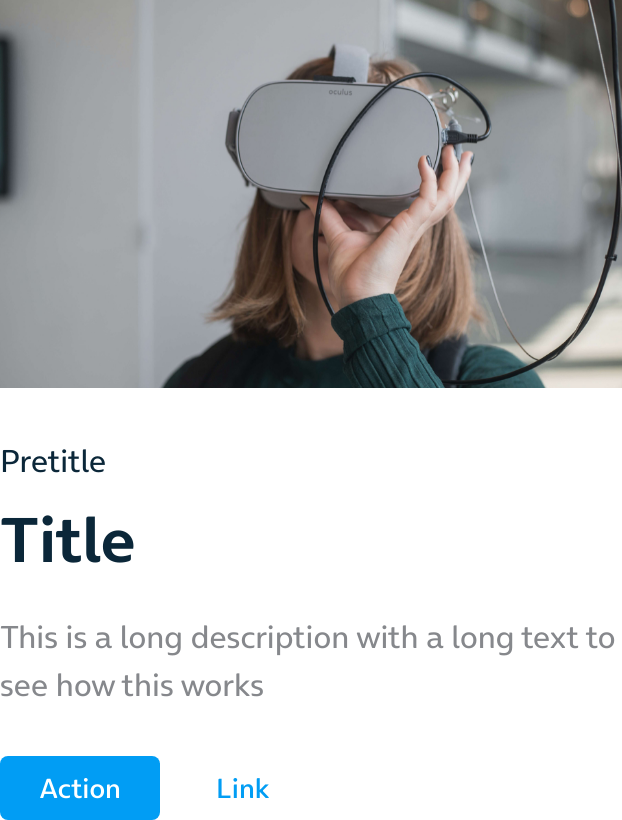 oculus
Pretitle
Title
This is a long description with a long text to
see how this works
Action
Link